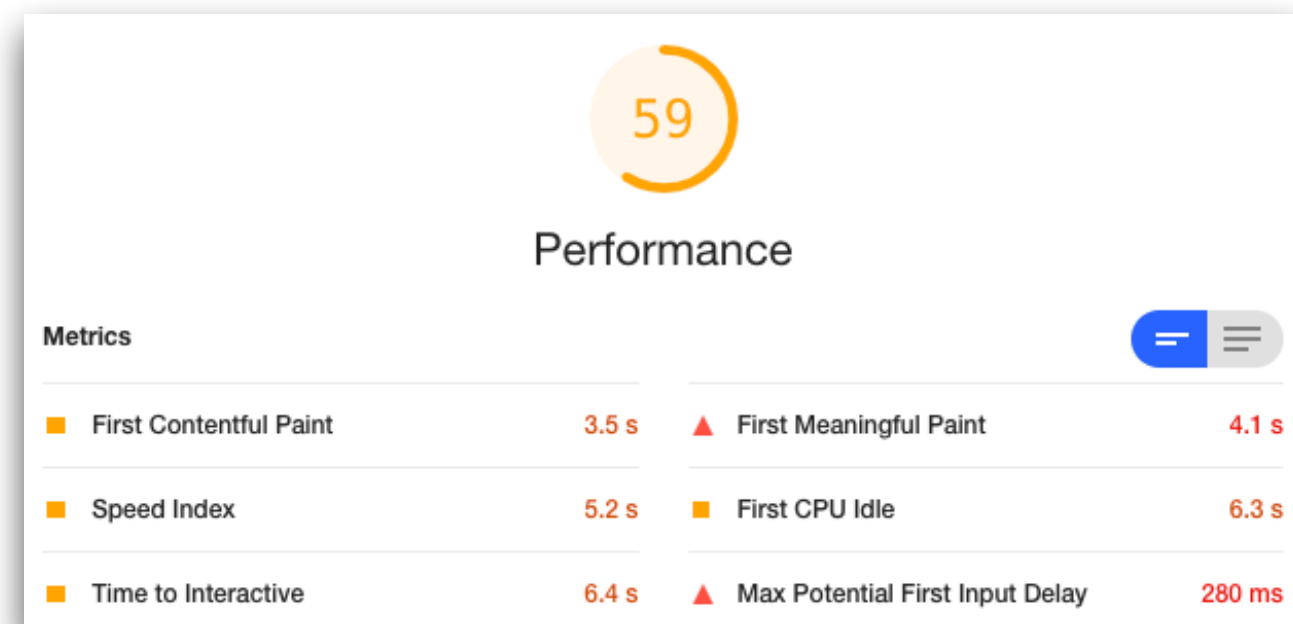 59
Performance
Metrics
First Contentful Paint 3.5 s
First Meaningful Paint 4.1 s
Speed Index 5.2 s
First CPU Idle 6.3 s
Time to Interactive 6.4 s
Max Potential First Input Delay 280 ms